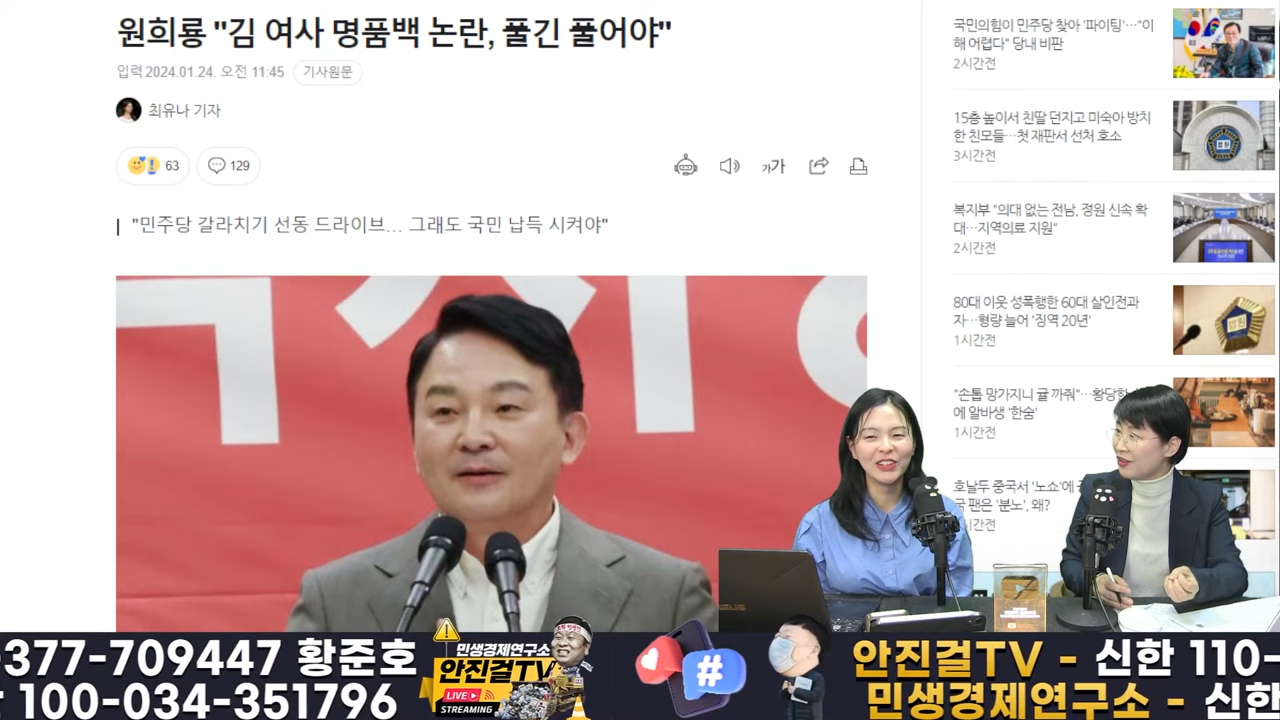 원희룡 "김 여사 명품백 논란, 풀긴 풀어야"
입력 2024.01.24. 오전 11:45 기사원문
최유나 기자
63
129
가가
"민주당 갈라치기 선동 드라이브... 그래도 국민 납득 시켜야"
국민의힘이 민주당 찾아 '파이팅'…"이
해 어렵다" 당내 비판
2시간전
15층 높이서 친딸 던지고 미숙아 방치
한 친모들…첫 재판서 선처 호소
3시간전
복지부 "의대 없는 전남, 정원 신속 확
대…지역의료 지원"
2시간전
80대 이웃 성폭행한 60대 살인전과
자…형량 늘어 '징역 20년'
1시간전
"손톱 망가지니 귤 까줘"…황당한
에 알바생 '한숨'
1시간전
호날두 중국서 '노쇼'에
국 팬은 '분노', 왜?
시간전
-377-709447 황준호
100-034-351796
민생경제연구소
안진걸TV
LIVE
STREAMING
#
안진걸TV - 신한 110-
민생경제연구소 - 신한